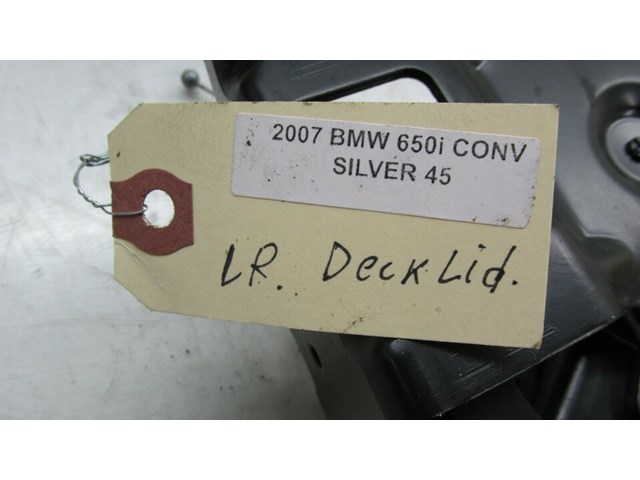 2007 BMW 650i CONV
SILVER 45
LR. Deck Lid.